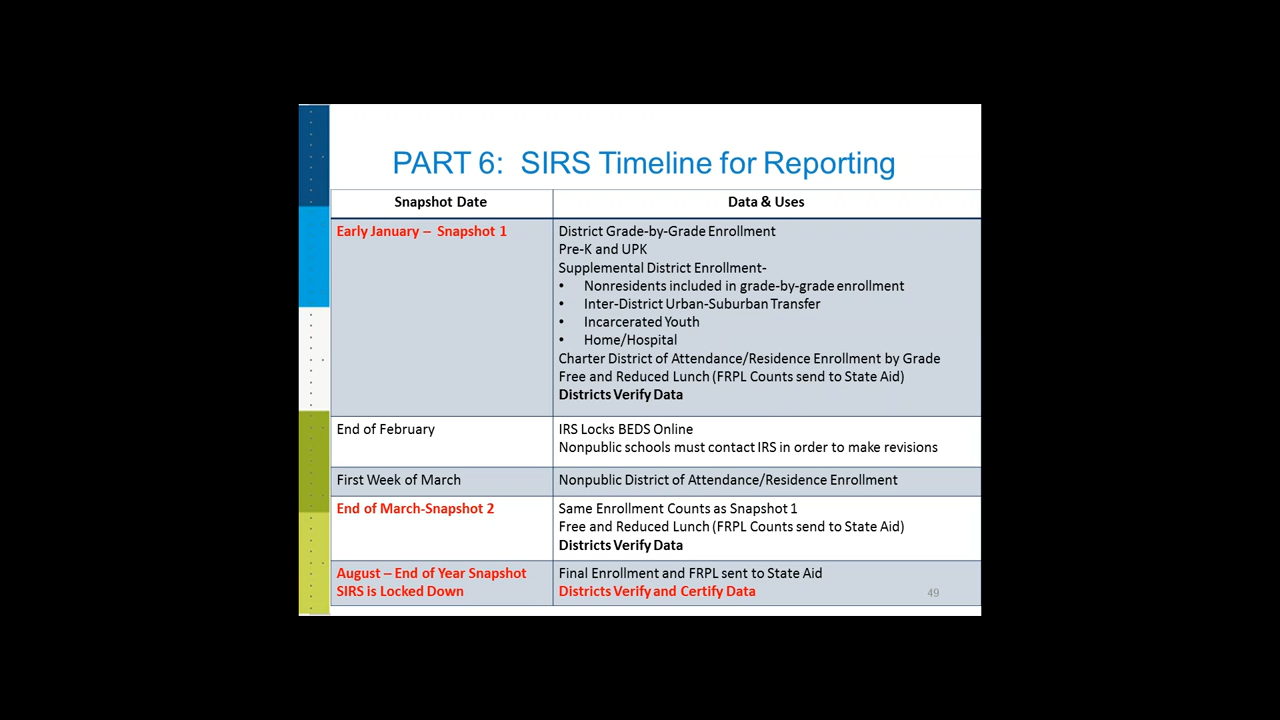 PART 6: SIRS Timeline for Reporting
Snapshot Date
Data & Uses
Early January – Snapshot 1
District Grade-by-Grade Enrollment
Pre-K and UPK
Supplemental District Enrollment-
• Nonresidents included in grade-by-grade enrollment
• Inter-District Urban-Suburban Transfer
• Incarcerated Youth
• Home/Hospital
Charter District of Attendance/Residence Enrollment by Grade
Free and Reduced Lunch (FRPL Counts send to State Aid)
Districts Verify Data
End of February
IRS Locks BEDS Online
Nonpublic schools must contact IRS in order to make revisions
First Week of March
Nonpublic District of Attendance/Residence Enrollment
End of March-Snapshot 2
Same Enrollment Counts as Snapshot 1
Free and Reduced Lunch (FRPL Counts send to State Aid)
Districts Verify Data
August – End of Year Snapshot
SIRS is Locked Down
Final Enrollment and FRPL sent to State Aid
Districts Verify and Certify Data
49